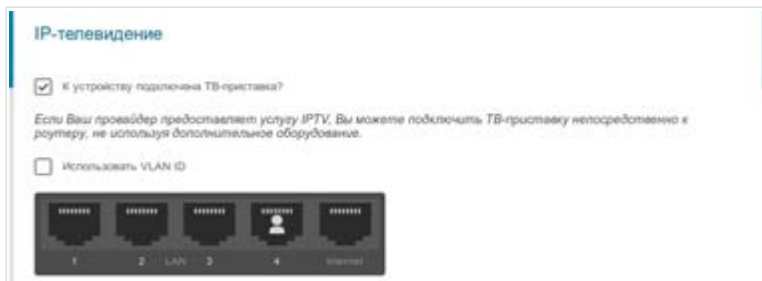 IP-телевидение
К устройству подключена ТВ-приставка?
Если Ваш провайдер предоставляет услугу IPTV, Вы можете подключить ТВ-приставку непосредственно к
роутеру, не используя дополнительное оборудование.
Использовать VLAN ID
1 2 LAN 3 4 Internet